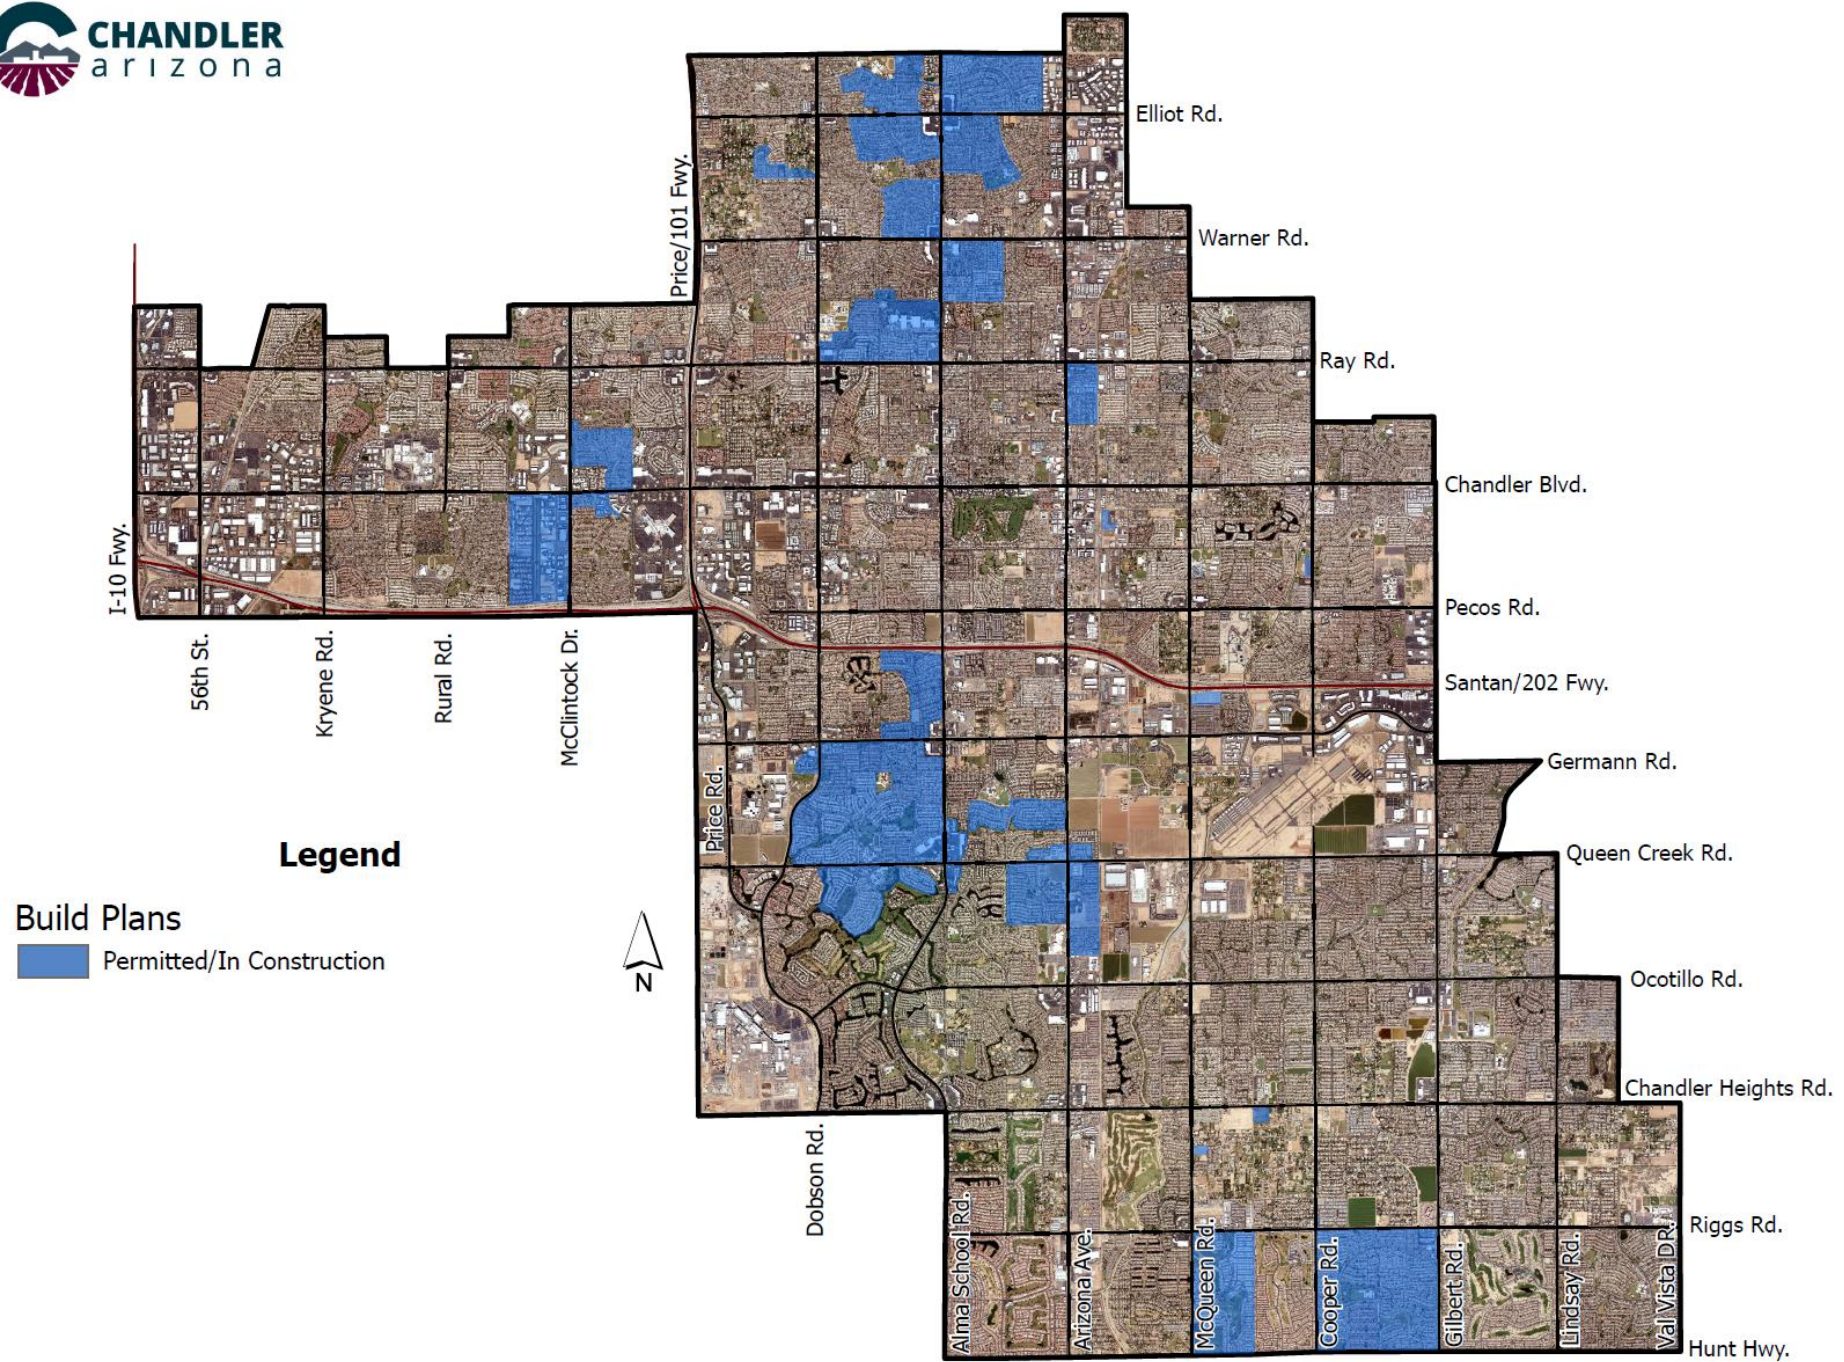 CHANDLER
arizona
Elliot Rd.
Price/101 Fwy.
Warner Rd.
Ray Rd.
Chandler Blvd.
I-10 Fwy.
Pecos Rd.
56th St.
Kryene Rd.
Rural Rd.
McClintock Dr.
Santan/202 Fwy.
Germann Rd.
Price Rd.
Legend
Queen Creek Rd.
Build Plans
Permitted/In Construction
N
Ocotillo Rd.
Chandler Heights Rd.
Dobson Rd.
Alma School Rd.
Arizona Ave.
McQueen Rd.
Cooper Rd.
Gilbert Rd.
Lindsay Rd.
Val Vista DR.
Riggs Rd.
Hunt Hwy.